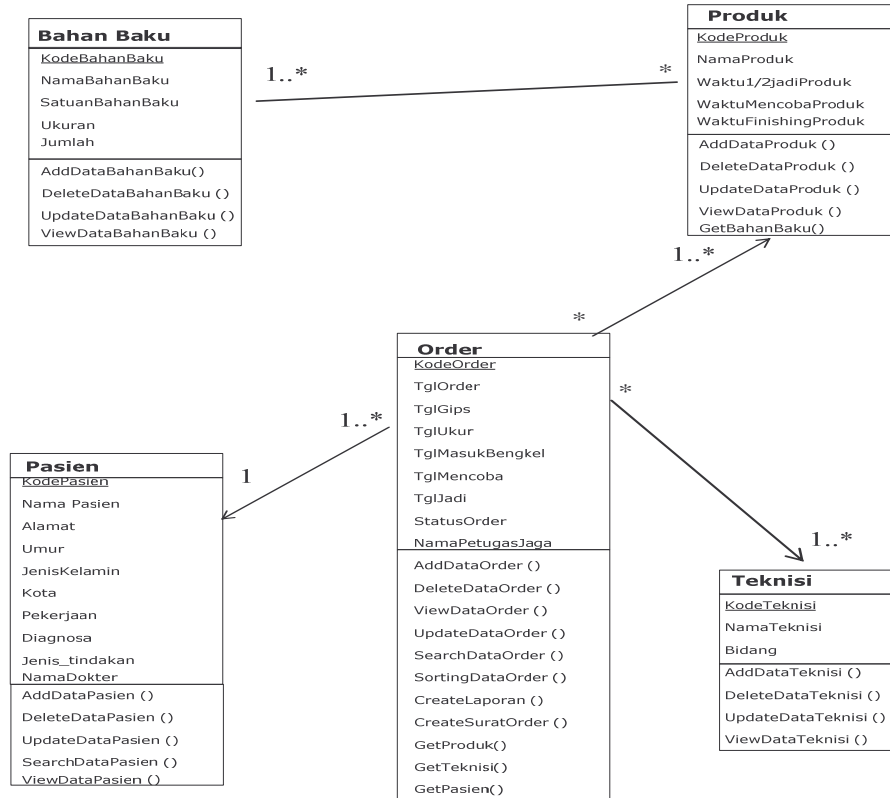 Bahan Baku
KodeBahanBaku
NamaBahanBaku
SatuanBahanBaku
Ukuran
Jumlah
AddDataBahanBaku()
DeleteDataBahanBaku ()
UpdateDataBahanBaku ()
ViewDataBahanBaku ()
1..*
*
Produk
KodeProduk
NamaProduk
Waktu1/2jadiProduk
WaktuMencobaProduk
WaktuFinishingProduk
AddDataProduk ()
DeleteDataProduk ()
UpdateDataProduk ()
ViewDataProduk ()
GetBahanBaku()
1..*
*
Order
KodeOrder
TglOrder
TglGips
TglUkur
TglMasukBengkel
TglMencoba
TglJadi
StatusOrder
NamaPetugasJaga
AddDataOrder ()
DeleteDataOrder ()
ViewDataOrder ()
UpdateDataOrder ()
SearchDataOrder ()
SortingDataOrder ()
CreateLaporan ()
CreateSuratOrder ()
GetProduk()
GetTeknisi()
GetPasien()
1..*
1
Pasien
KodePasien
Nama Pasien
Alamat
Umur
JenisKelamin
Kota
Pekerjaan
Diagnosa
Jenis_tindakan
NamaDokter
AddDataPasien ()
DeleteDataPasien ()
UpdateDataPasien ()
SearchDataPasien ()
ViewDataPasien ()
*
1..*
Teknisi
KodeTeknisi
NamaTeknisi
Bidang
AddDataTeknisi ()
DeleteDataTeknisi ()
UpdateDataTeknisi ()
ViewDataTeknisi ()